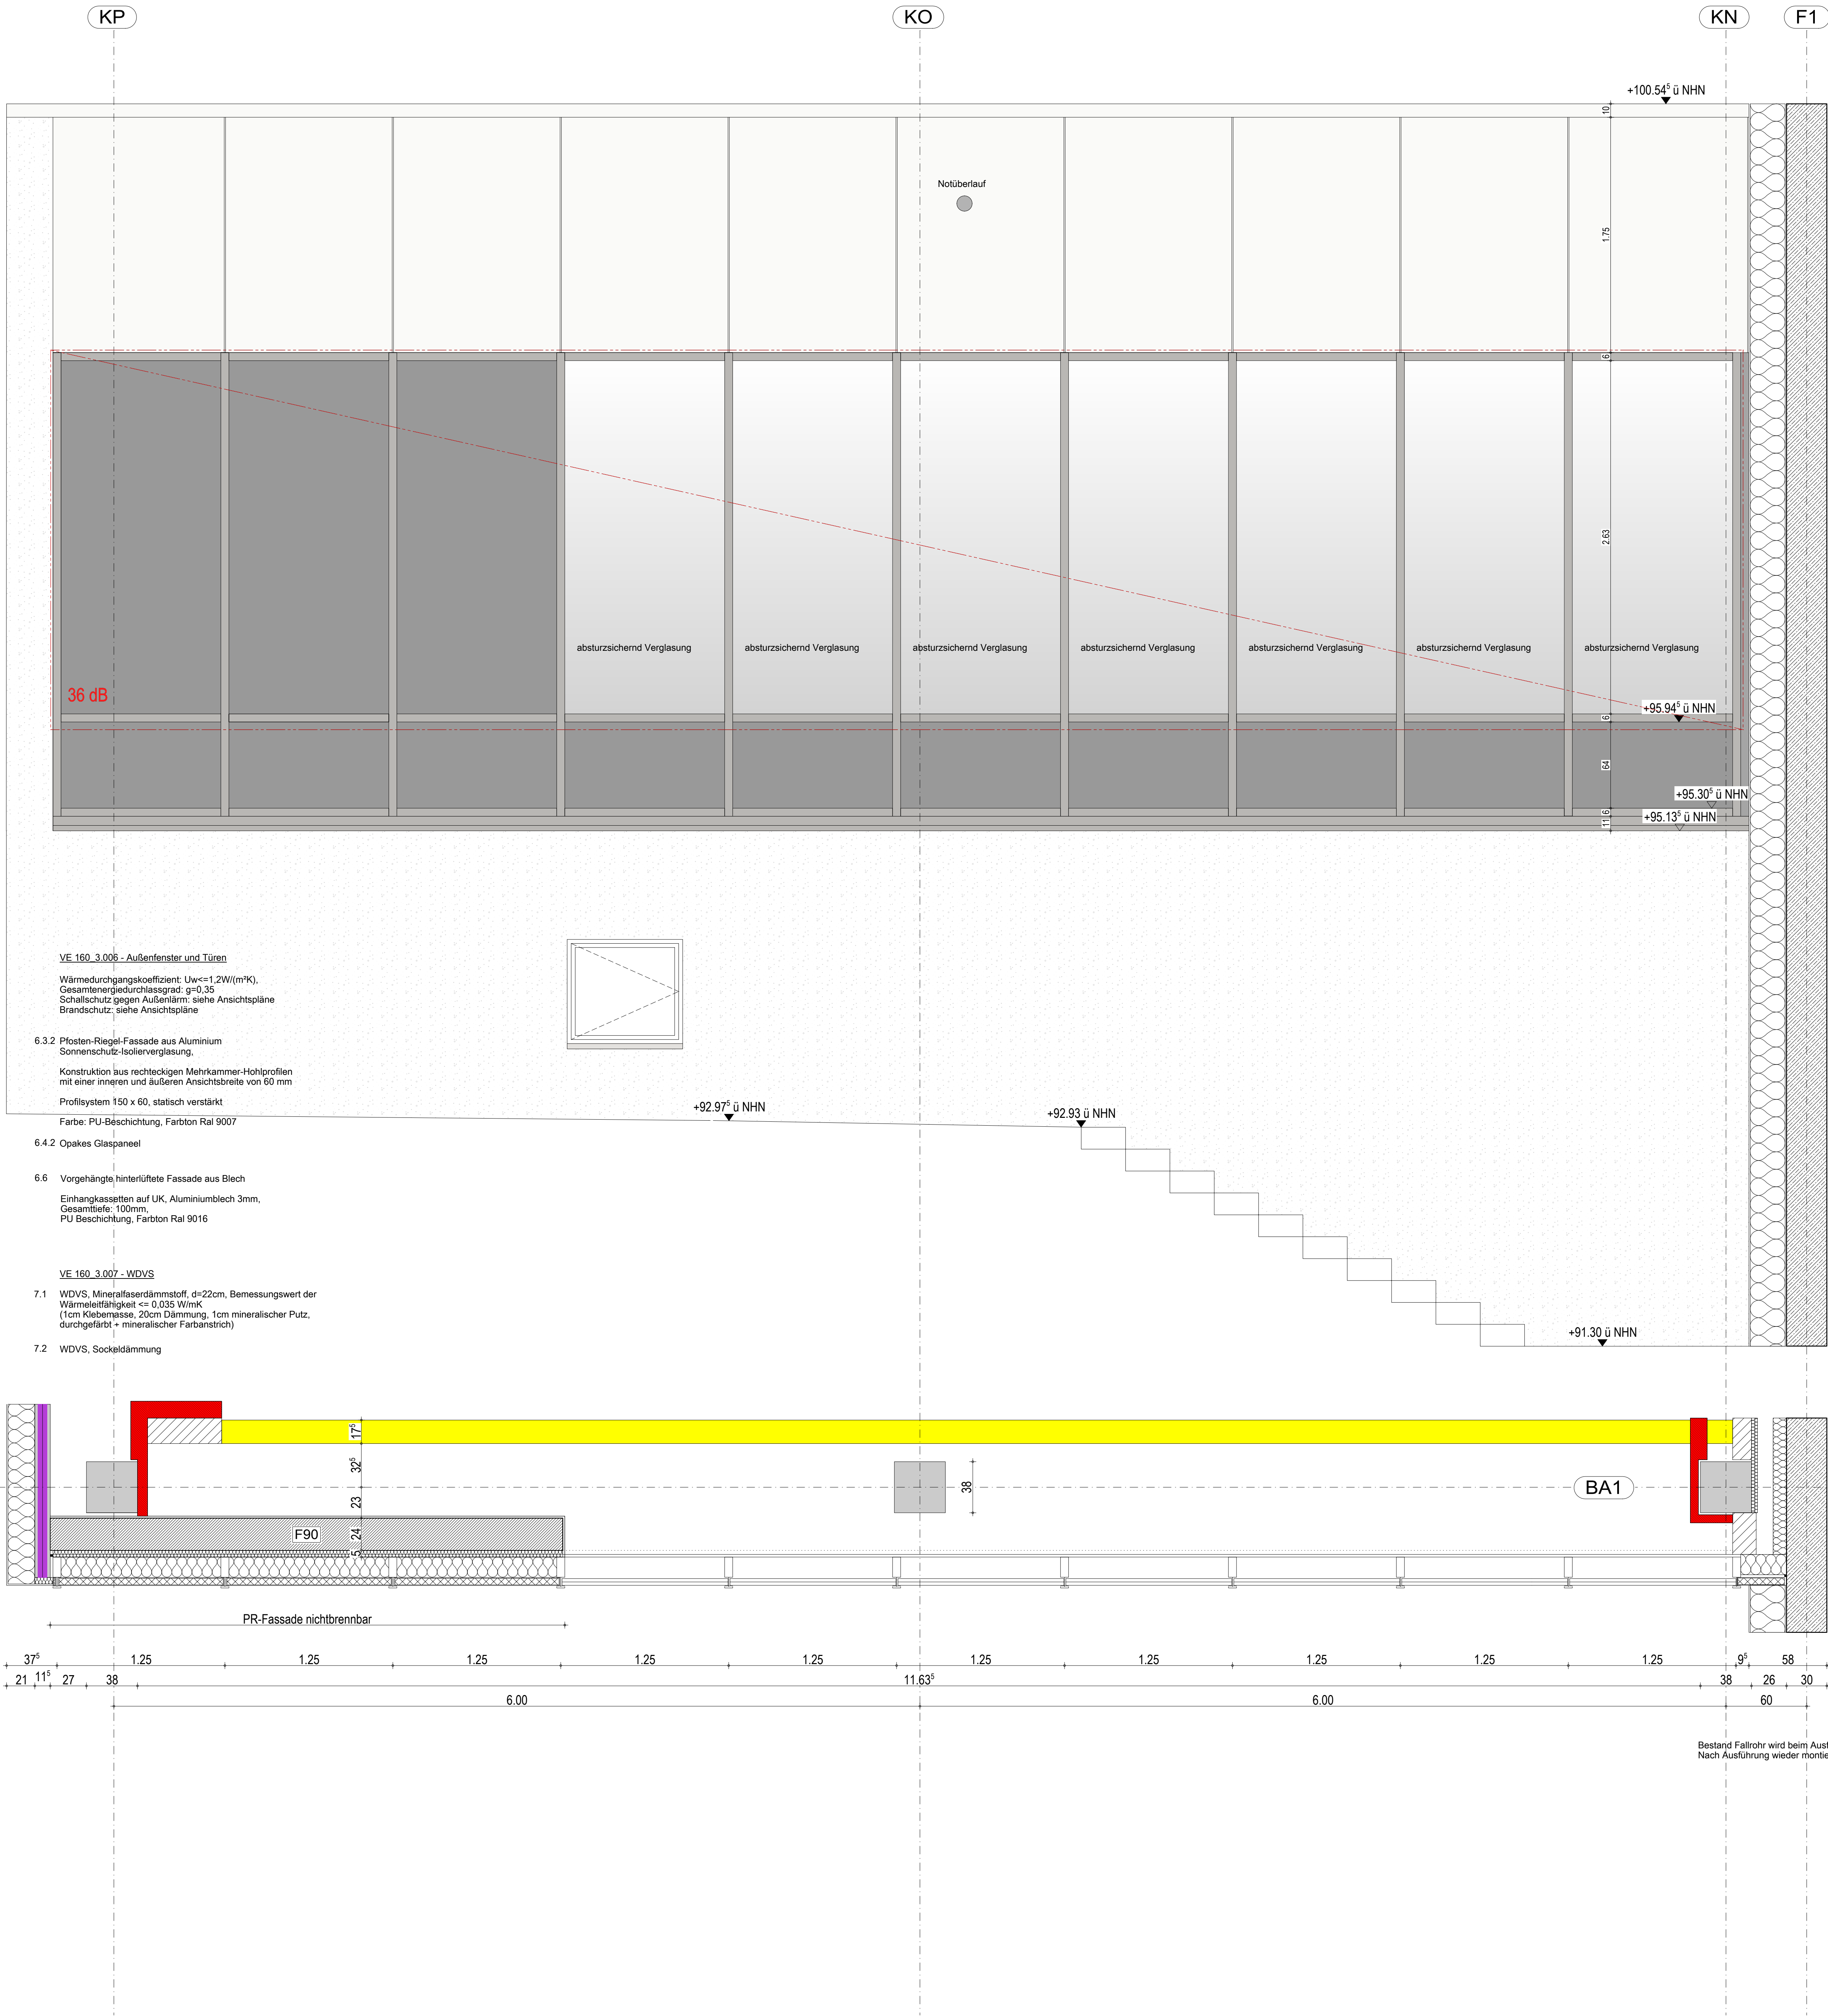 KP
KO
KN
F1
+100.54⁵ ü NHN
10
Notüberlauf
1.75
6
2.63
absturzsichernd Verglasung
absturzsichernd Verglasung
absturzsichernd Verglasung
absturzsichernd Verglasung
absturzsichernd Verglasung
absturzsichernd Verglasung
absturzsichernd Verglasung
36 dB
+95.94⁵ ü NHN
6
64
+95.30⁵ ü NHN
6
11
+95.13⁵ ü NHN
VE 160_3.006 - Außenfenster und Türen
Wärmedurchgangskoeffizient: Uw<=1,2W/(m²K),
Gesamtenergiedurchlassgrad: g=0,35
Schallschutz gegen Außenlärm: siehe Ansichtspläne
Brandschutz: siehe Ansichtspläne
6.3.2 Pfosten-Riegel-Fassade aus Aluminium
Sonnenschutz-Isolierverglasung,
Konstruktion aus rechteckigen Mehrkammer-Hohlprofilen
mit einer inneren und äußeren Ansichtsbreite von 60 mm
Profilsystem 150 x 60, statisch verstärkt
Farbe: PU-Beschichtung, Farbton Ral 9007
6.4.2 Opakes Glaspaneel
6.6 Vorgehängte hinterlüftete Fassade aus Blech
Einhangkassetten auf UK, Aluminiumblech 3mm,
Gesamttiefe: 100mm,
PU Beschichtung, Farbton Ral 9016
VE 160_3.007 - WDVS
7.1 WDVS, Mineralfaserdämmstoff, d=22cm, Bemessungswert der
Wärmeleitfähigkeit <= 0,035 W/mK
(1cm Klebemasse, 20cm Dämmung, 1cm mineralischer Putz,
durchgefärbt + mineralischer Farbanstrich)
7.2 WDVS, Sockeldämmung
+92.97⁵ ü NHN
+92.93 ü NHN
+91.30 ü NHN
17⁵
32⁵
23
24
5
38
BA1
F90
PR-Fassade nichtbrennbar
37⁵ 1.25 1.25 1.25 1.25 1.25 1.25 1.25 1.25 1.25 1.25 9⁵ 58
21 11⁵ 27 38 11.63⁵ 38 26 30
6.00 6.00 60
Bestand Fallrohr wird beim Aust
Nach Ausführung wieder montie